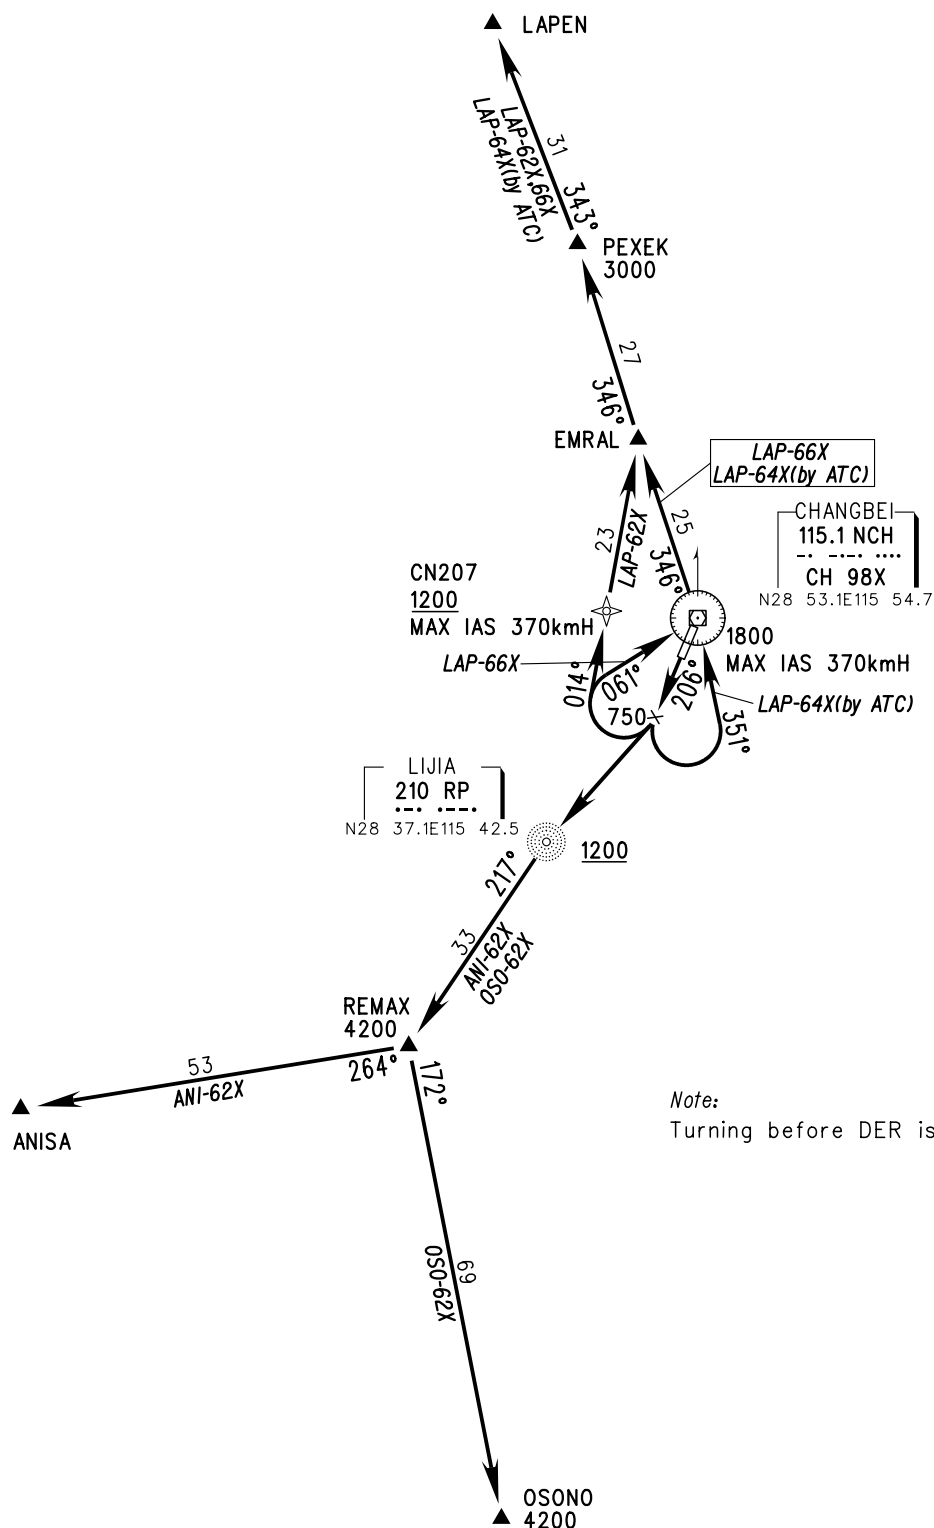 LAPEN
31
LAP-62X,66X
LAP-64X(by ATC)
343°
PEXEK
3000
27
346°
EMRAL
LAP-66X
LAP-64X(by ATC)
23
LAP-62X
25
346°
CHANGBEI
115.1 NCH
CH 98X
N28 53.1E115 54.7
CN207
1200
MAX IAS 370kmH
1800
MAX IAS 370kmH
LAP-66X
014°
061°
206°
LAP-64X(by ATC)
750
351°
LIJIA
210 RP
N28 37.1E115 42.5
1200
217°
33
ANI-62X
OSO-62X
REMAX
4200
53
264°
172°
ANI-62X
ANISA
Note:
Turning before DER is
69
OSO-62X
OSONO
4200